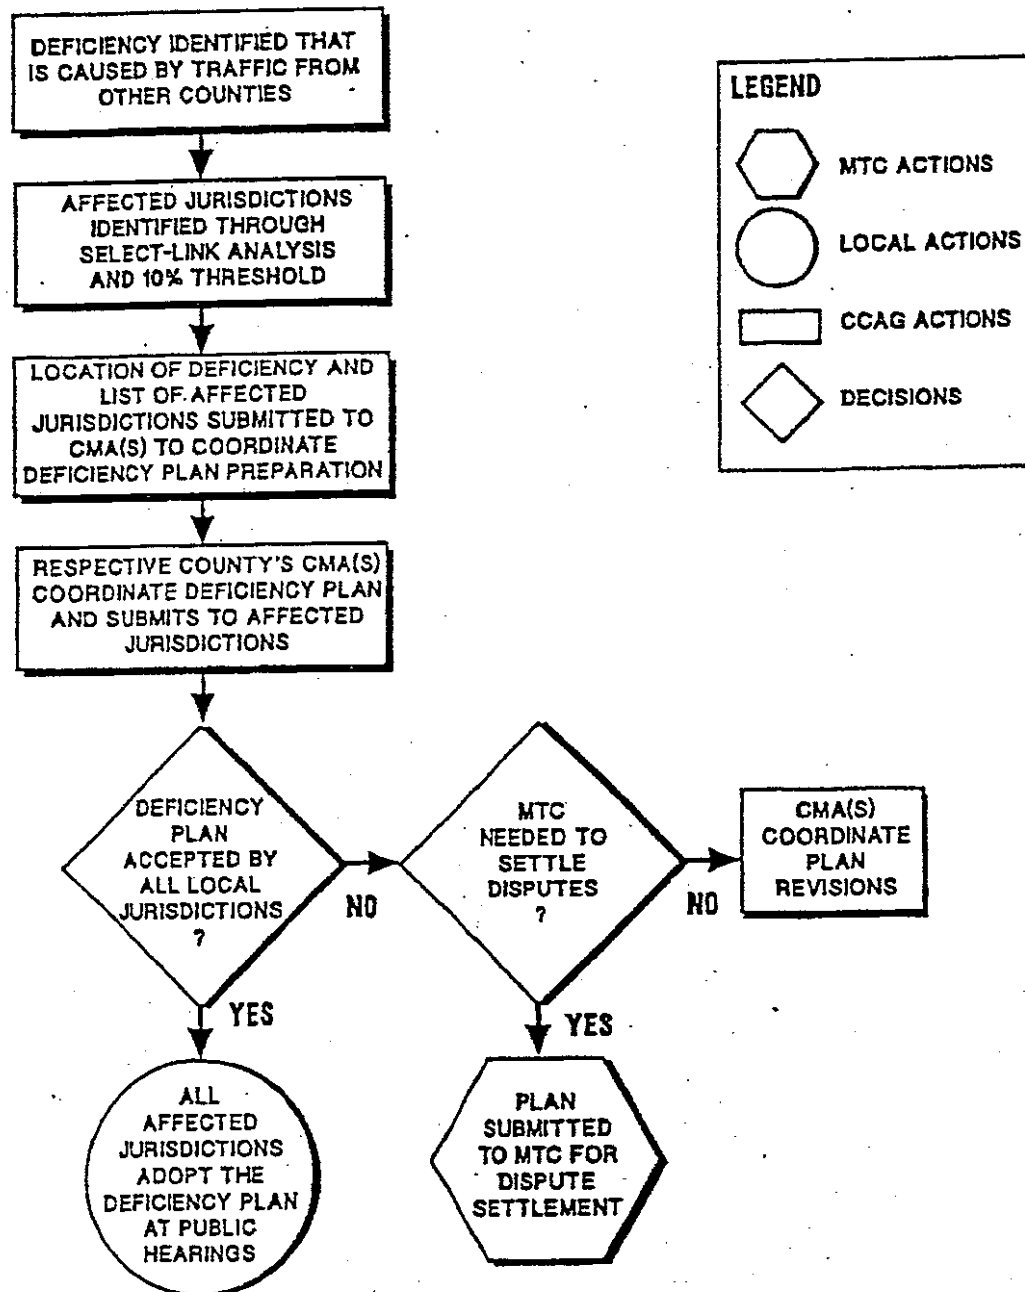 DEFICIENCY IDENTIFIED THAT
IS CAUSED BY TRAFFIC FROM
OTHER COUNTIES
AFFECTED JURISDICTIONS
IDENTIFIED THROUGH
SELECT-LINK ANALYSIS
AND 10% THRESHOLD
LOCATION OF DEFICIENCY AND
LIST OF AFFECTED
JURISDICTIONS SUBMITTED TO
CMA(S) TO COORDINATE
DEFICIENCY PLAN PREPARATION
RESPECTIVE COUNTY'S CMA(S)
COORDINATE DEFICIENCY PLAN
AND SUBMITS TO AFFECTED
JURISDICTIONS
DEFICIENCY
PLAN
ACCEPTED BY
ALL LOCAL
JURISDICTIONS
?
NO
YES
MTC
NEEDED TO
SETTLE
DISPUTES
?
NO
YES
CMA(S)
COORDINATE
PLAN
REVISIONS
ALL
AFFECTED
JURISDICTIONS
ADOPT THE
DEFICIENCY PLAN
AT PUBLIC
HEARINGS
PLAN
SUBMITTED
TO MTC FOR
DISPUTE
SETTLEMENT
LEGEND
MTC ACTIONS
LOCAL ACTIONS
CCAG ACTIONS
DECISIONS